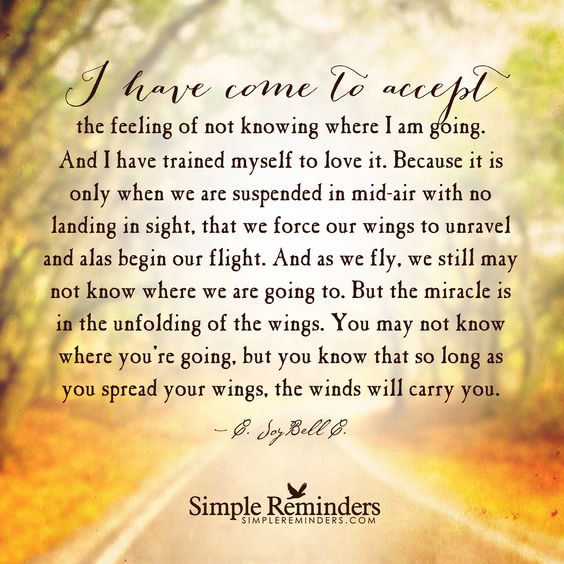 I have come to accept
the feeling of not knowing where I am going.
And I have trained myself to love it. Because it is
only when we are suspended in mid-air with no
landing in sight, that we force our wings to unravel
and alas begin our flight. And as we fly, we still may
not know where we are going to. But the miracle is
in the unfolding of the wings. You may not know
where you're going, but you know that so long as
you spread your wings, the winds will carry you.
– C. JoyBell C.
Simple Reminders
SIMPLEREMINDERS.COM